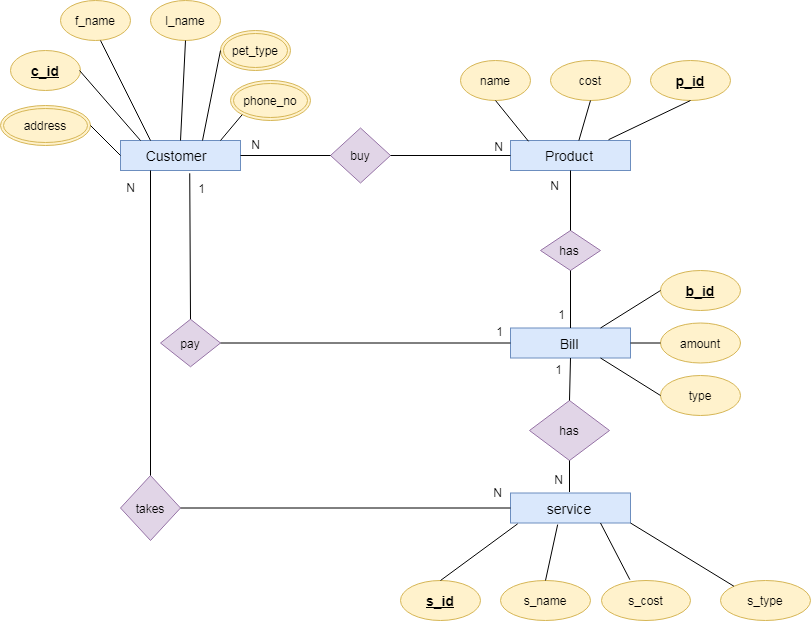 f_name
l_name
pet_type
c_id
phone_no
address
name
cost
p_id
Customer
N
buy
N
Product
N
1
N
has
b_id
1
pay
1
Bill
amount
1
type
has
N
N
takes
service
s_id
s_name
s_cost
s_type